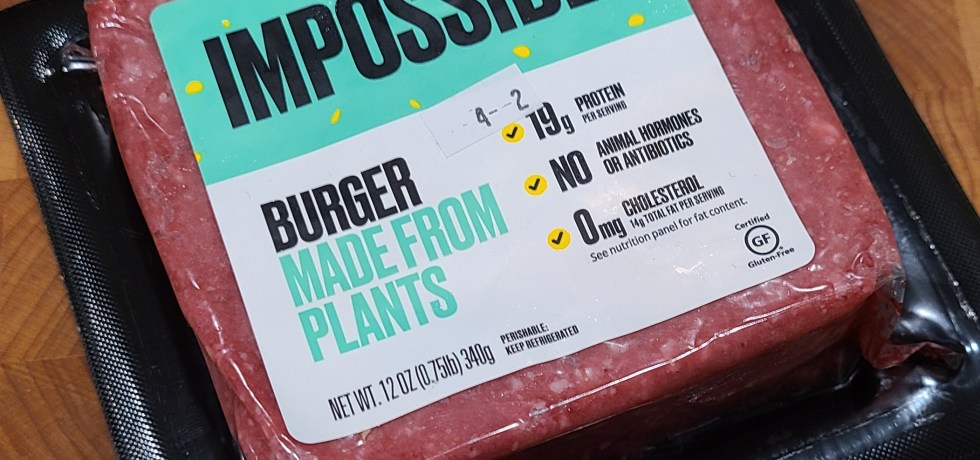 IMPOSSIBLE
4-2
19g PROTEIN
PER SERVING
NO ANIMAL HORMONES
OR ANTIBIOTICS
0mg CHOLESTEROL
14g TOTAL FAT PER SERVING
See nutrition panel for fat content.
BURGER
MADE FROM
PLANTS
Certified
GF
Gluten-Free
NET WT. 12 OZ (0.75lb) 340g
PERISHABLE:
KEEP REFRIGERATED